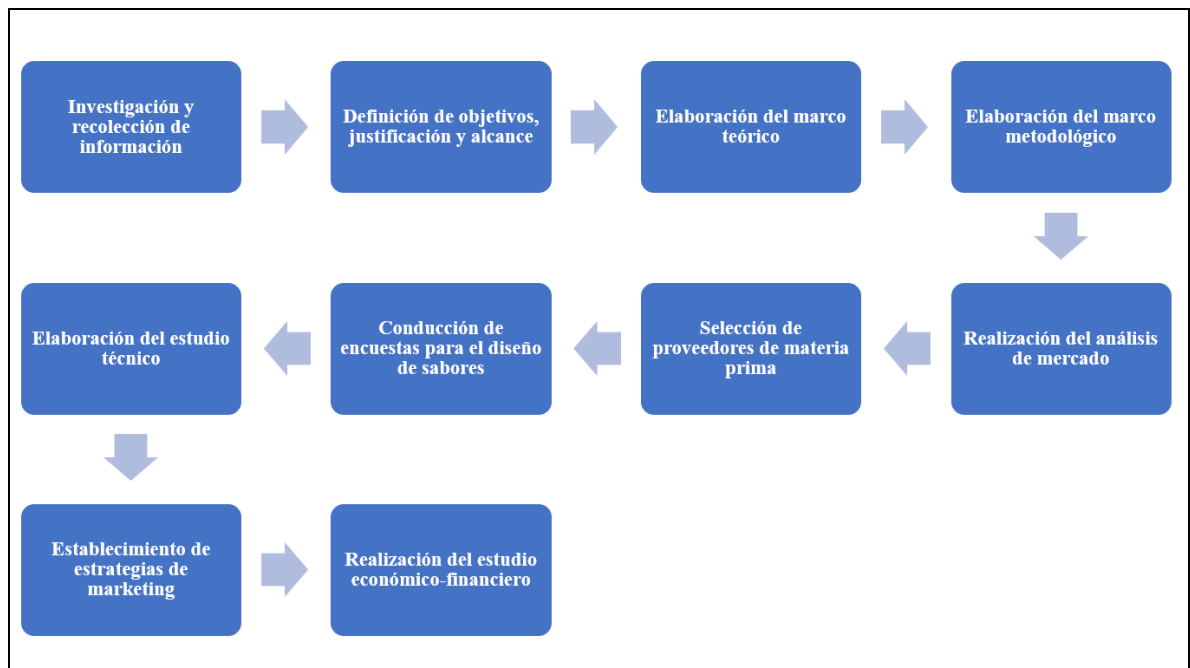 Investigación y
recolección de
información
Definición de objetivos,
justificación y alcance
Elaboración del marco
teórico
Elaboración del marco
metodológico
Realización del análisis
de mercado
Selección de
proveedores de materia
prima
Conducción de
encuestas para el diseño
de sabores
Elaboración del estudio
técnico
Establecimiento de
estrategias de
marketing
Realización del estudio
económico-financiero